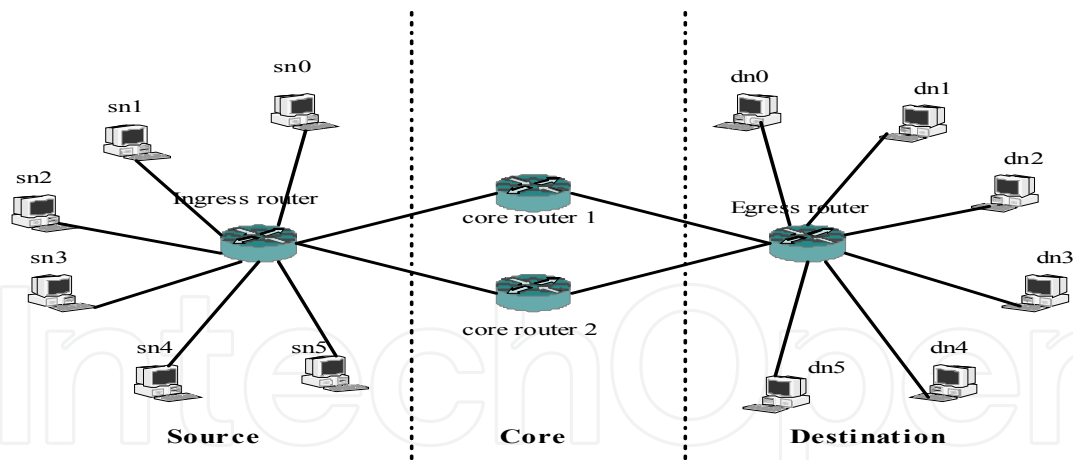 sn0
sn1
sn2
sn3
sn4
sn5
Ingress router
core router 1
core router 2
Egress router
dn0
dn1
dn2
dn3
dn4
dn5
Source
Core
Destination
IntechOpen